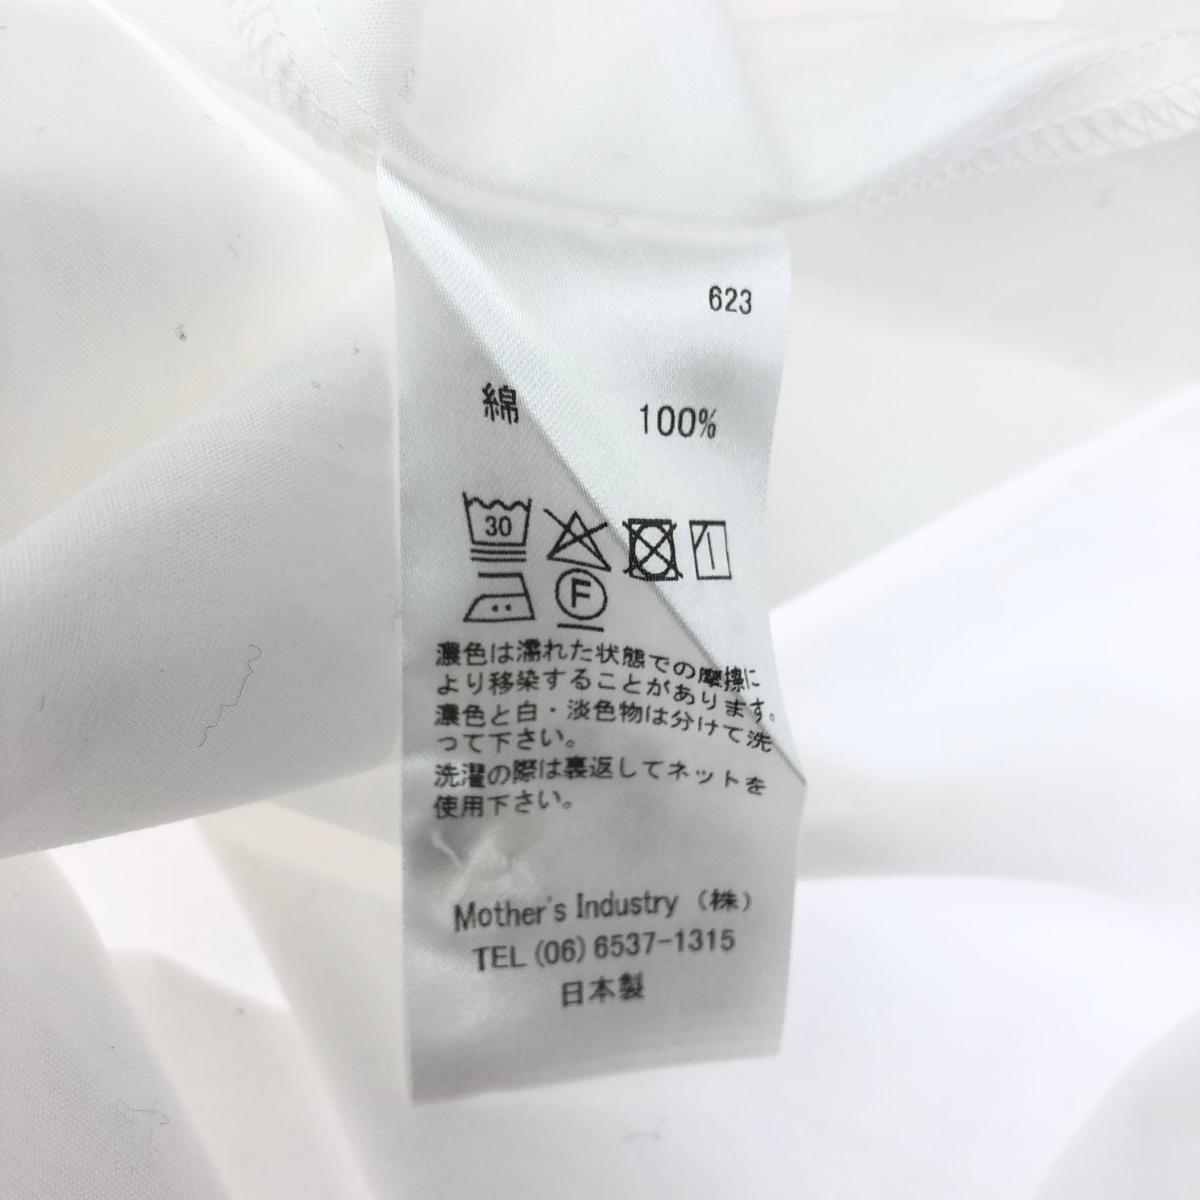 623
綿 100%
30
F
濃色は濡れた状態での摩擦に
より移染することがあります。
濃色と白・淡色物は分けて洗
って下さい。
洗濯の際は裏返してネットを
使用下さい。
Mother's Industry (株)
TEL (06) 6537-1315
日本製